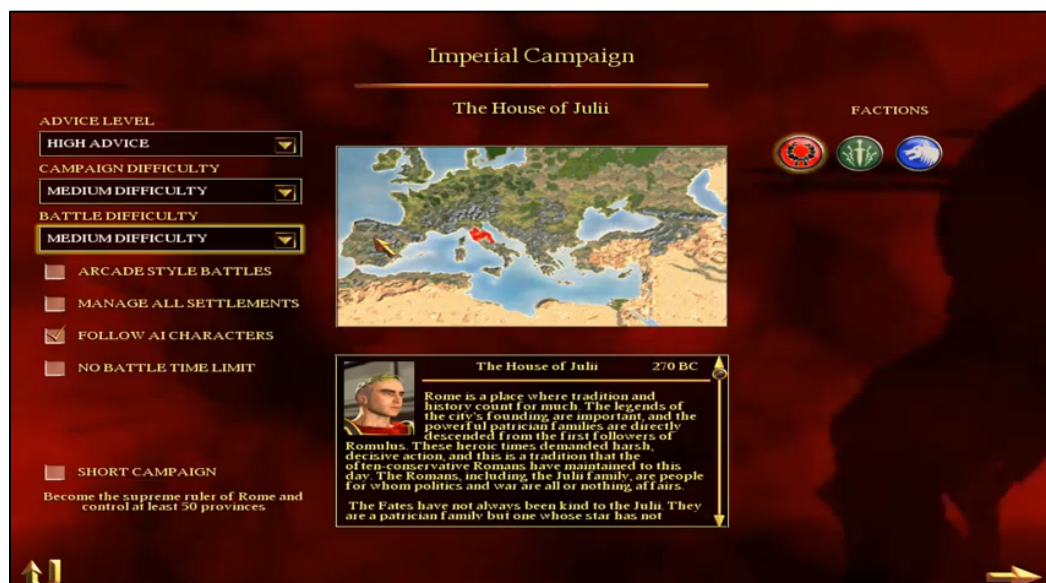 Imperial Campaign
The House of Julii
FACTIONS
ADVICE LEVEL
HIGH ADVICE
CAMPAIGN DIFFICULTY
MEDIUM DIFFICULTY
BATTLE DIFFICULTY
MEDIUM DIFFICULTY
ARCADE STYLE BATTLES
MANAGE ALL SETTLEMENTS
FOLLOW AI CHARACTERS
NO BATTLE TIME LIMIT
SHORT CAMPAIGN
Become the supreme ruler of Rome and
control at least 50 provinces
The House of Julii 270 BC
Rome is a place where tradition and
history count for much. The legends of
the city's founding are important, and the
powerful patrician families are directly
descended from the first followers of
Romulus. These heroic times demanded harsh,
decisive action, and this is a tradition that the
often-conservative Romans have maintained to this
day. The Romans, including the Julii family, are people
for whom politics and war are all or nothing affairs.
The Fates have not always been kind to the Julii. They
are a patrician family but one whose star has not